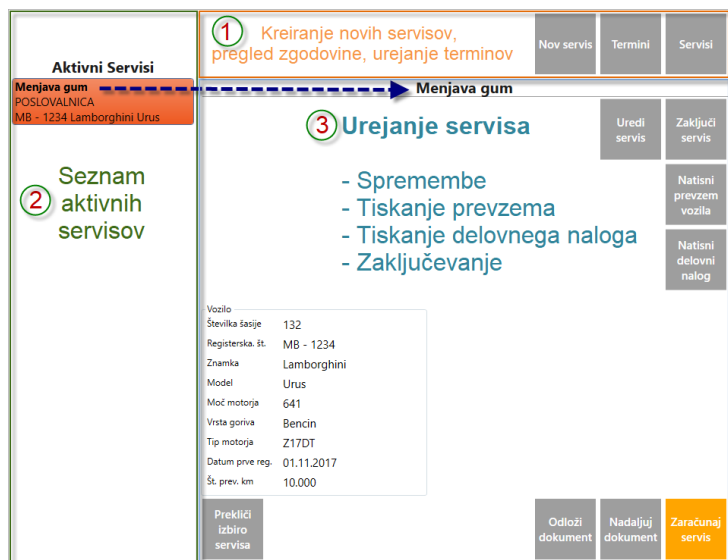 1
Kreiranje novih servisov,
pregled zgodovine, urejanje terminov
Nov servis
Termini
Servisi
Aktivni Servisi
Menjava gum
POSLOVALNICA
MB - 1234 Lamborghini Urus
2
Seznam
aktivnih
servisov
Menjava gum
3
Urejanje servisa
- Spremembe
- Tiskanje prevzema
- Tiskanje delovnega naloga
- Zaključevanje
Uredi
servis
Zaključi
servis
Natisni
prevzem
vozila
Natisni
delovni
nalog
Vozilo
Številka šasije 132
Registerska. št. MB - 1234
Znamka Lamborghini
Model Urus
Moč motorja 641
Vrsta goriva Bencin
Tip motorja Z17DT
Datum prve reg. 01.11.2017
Št. prev. km 10.000
Prekliči
izbiro
servisa
Odloži
dokument
Nadaljuj
dokument
Zaračunaj
servis